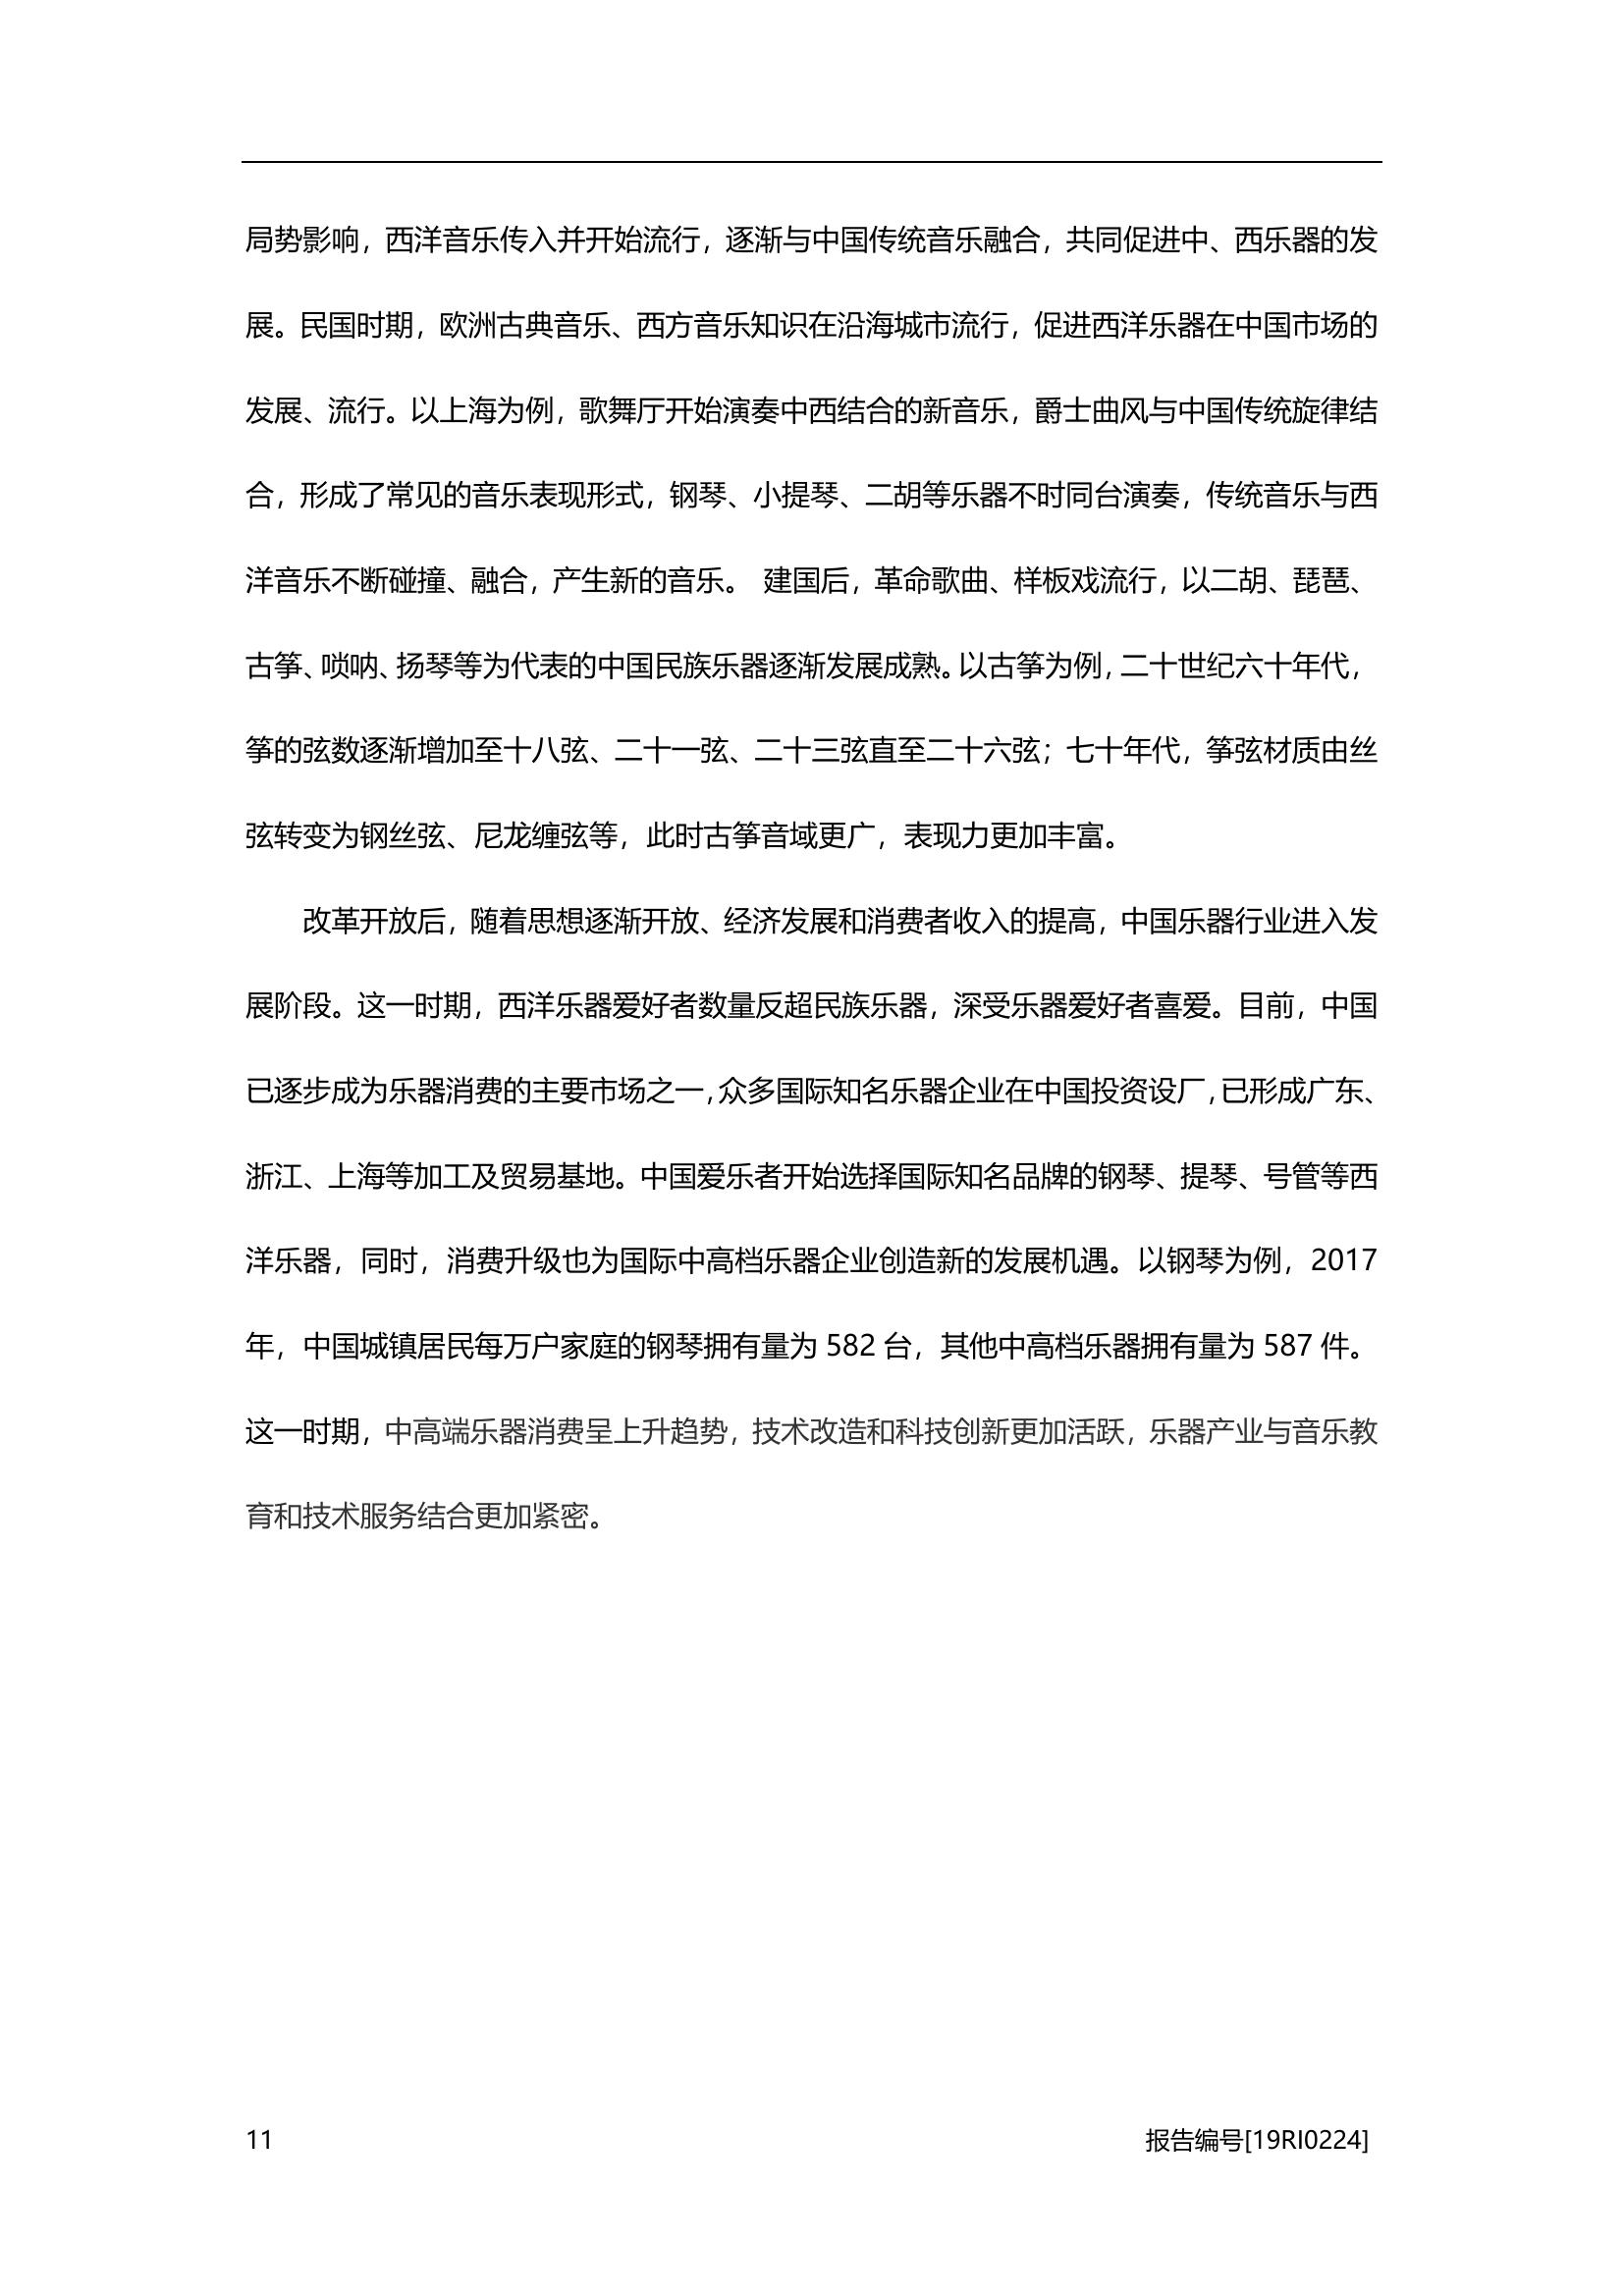 局势影响，西洋音乐传入并开始流行，逐渐与中国传统音乐融合，共同促进中、西乐器的发
展。民国时期，欧洲古典音乐、西方音乐知识在沿海城市流行，促进西洋乐器在中国市场的
发展、流行。以上海为例，歌舞厅开始演奏中西结合的新音乐，爵士曲风与中国传统旋律结
合，形成了常见的音乐表现形式，钢琴、小提琴、二胡等乐器不时同台演奏，传统音乐与西
洋音乐不断碰撞、融合，产生新的音乐。 建国后，革命歌曲、样板戏流行，以二胡、琵琶、
古筝、唢呐、扬琴等为代表的中国民族乐器逐渐发展成熟。以古筝为例，二十世纪六十年代，
筝的弦数逐渐增加至十八弦、二十一弦、二十三弦直至二十六弦；七十年代，筝弦材质由丝
弦转变为钢丝弦、尼龙缠弦等，此时古筝音域更广，表现力更加丰富。
改革开放后，随着思想逐渐开放、经济发展和消费者收入的提高，中国乐器行业进入发
展阶段。这一时期，西洋乐器爱好者数量反超民族乐器，深受乐器爱好者喜爱。目前，中国
已逐步成为乐器消费的主要市场之一，众多国际知名乐器企业在中国投资设厂，已形成广东、
浙江、上海等加工及贸易基地。中国爱乐者开始选择国际知名品牌的钢琴、提琴、号管等西
洋乐器，同时，消费升级也为国际中高档乐器企业创造新的发展机遇。以钢琴为例，2017
年，中国城镇居民每万户家庭的钢琴拥有量为 582 台，其他中高档乐器拥有量为 587 件。
这一时期，中高端乐器消费呈上升趋势，技术改造和科技创新更加活跃，乐器产业与音乐教
育和技术服务结合更加紧密。
11 报告编号[19RI0224]